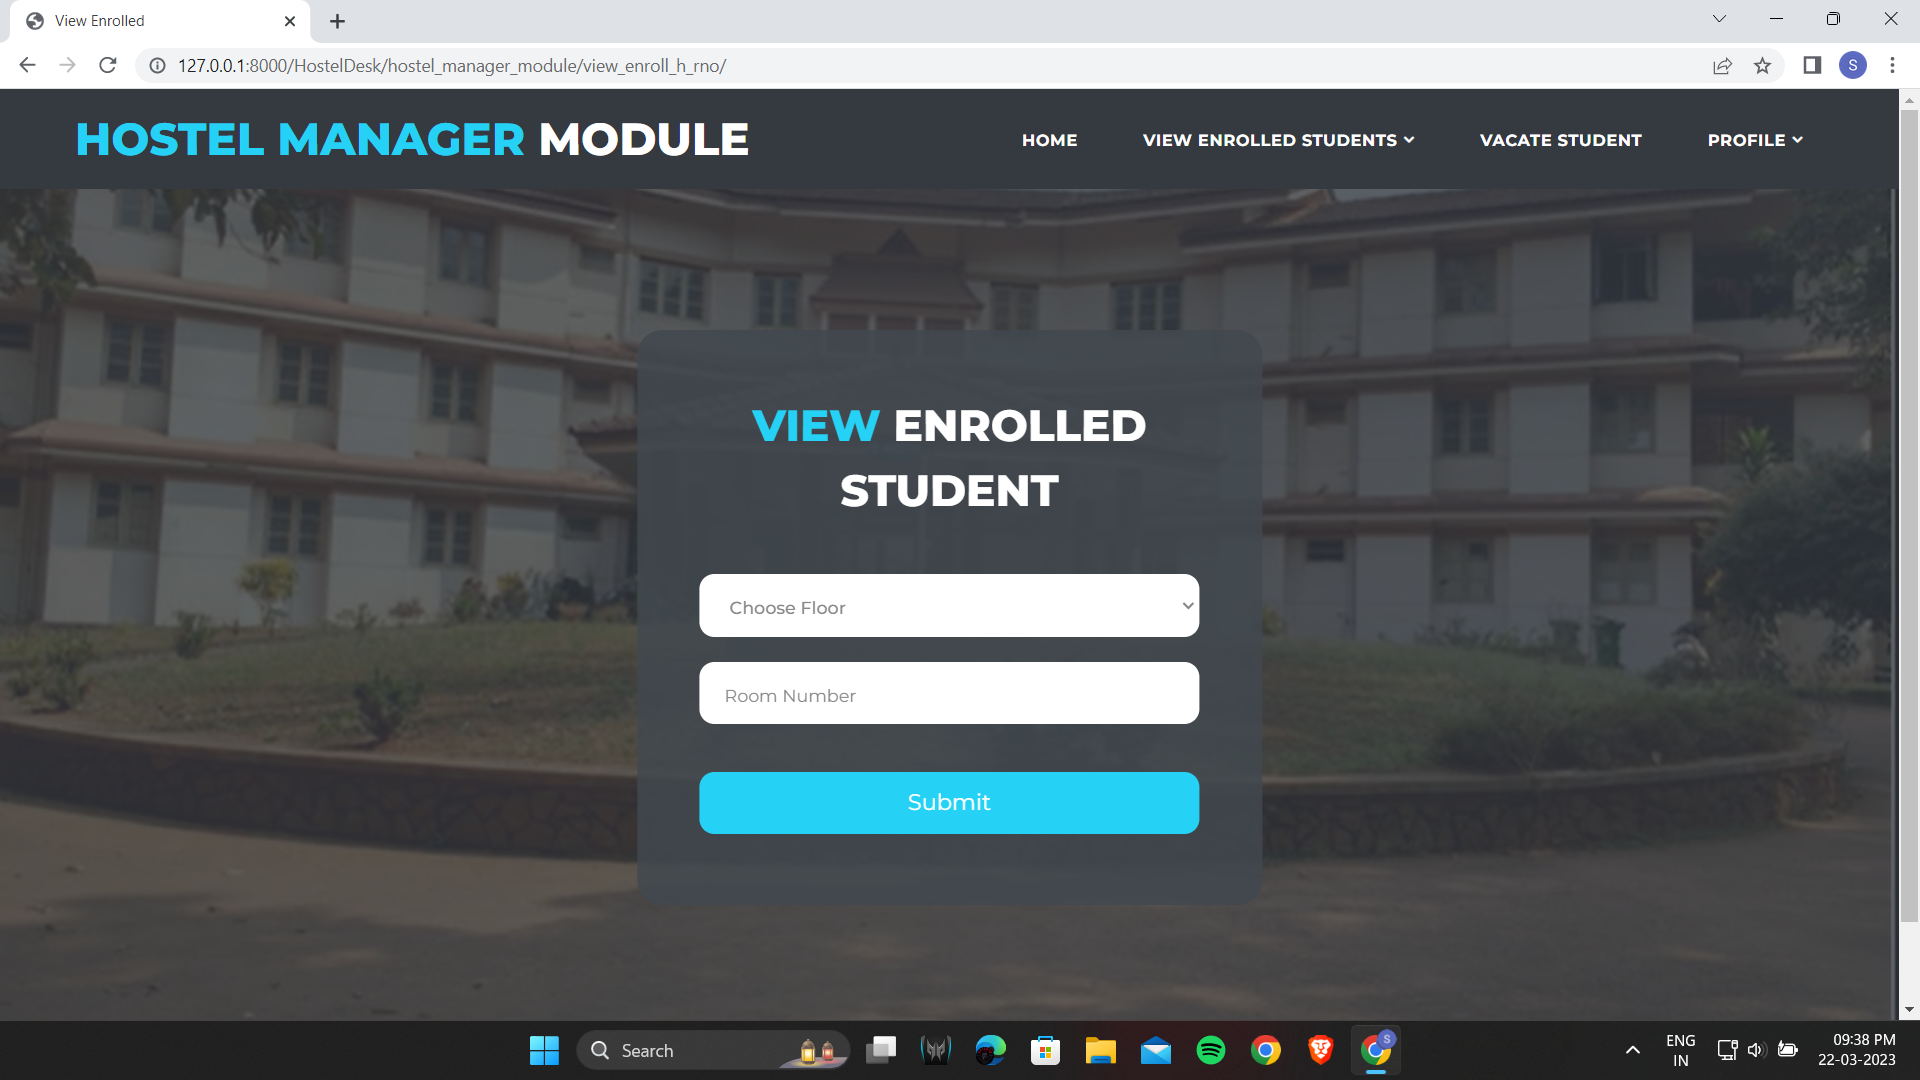 View Enrolled
127.0.0.1:8000/HostelDesk/hostel_manager_module/view_enroll_h_rno/
S
HOSTEL MANAGER MODULE
HOME
VIEW ENROLLED STUDENTS
VACATE STUDENT
PROFILE
VIEW ENROLLED
STUDENT
Choose Floor
Room Number
Submit
Search
S
ENG
IN
09:38 PM
22-03-2023